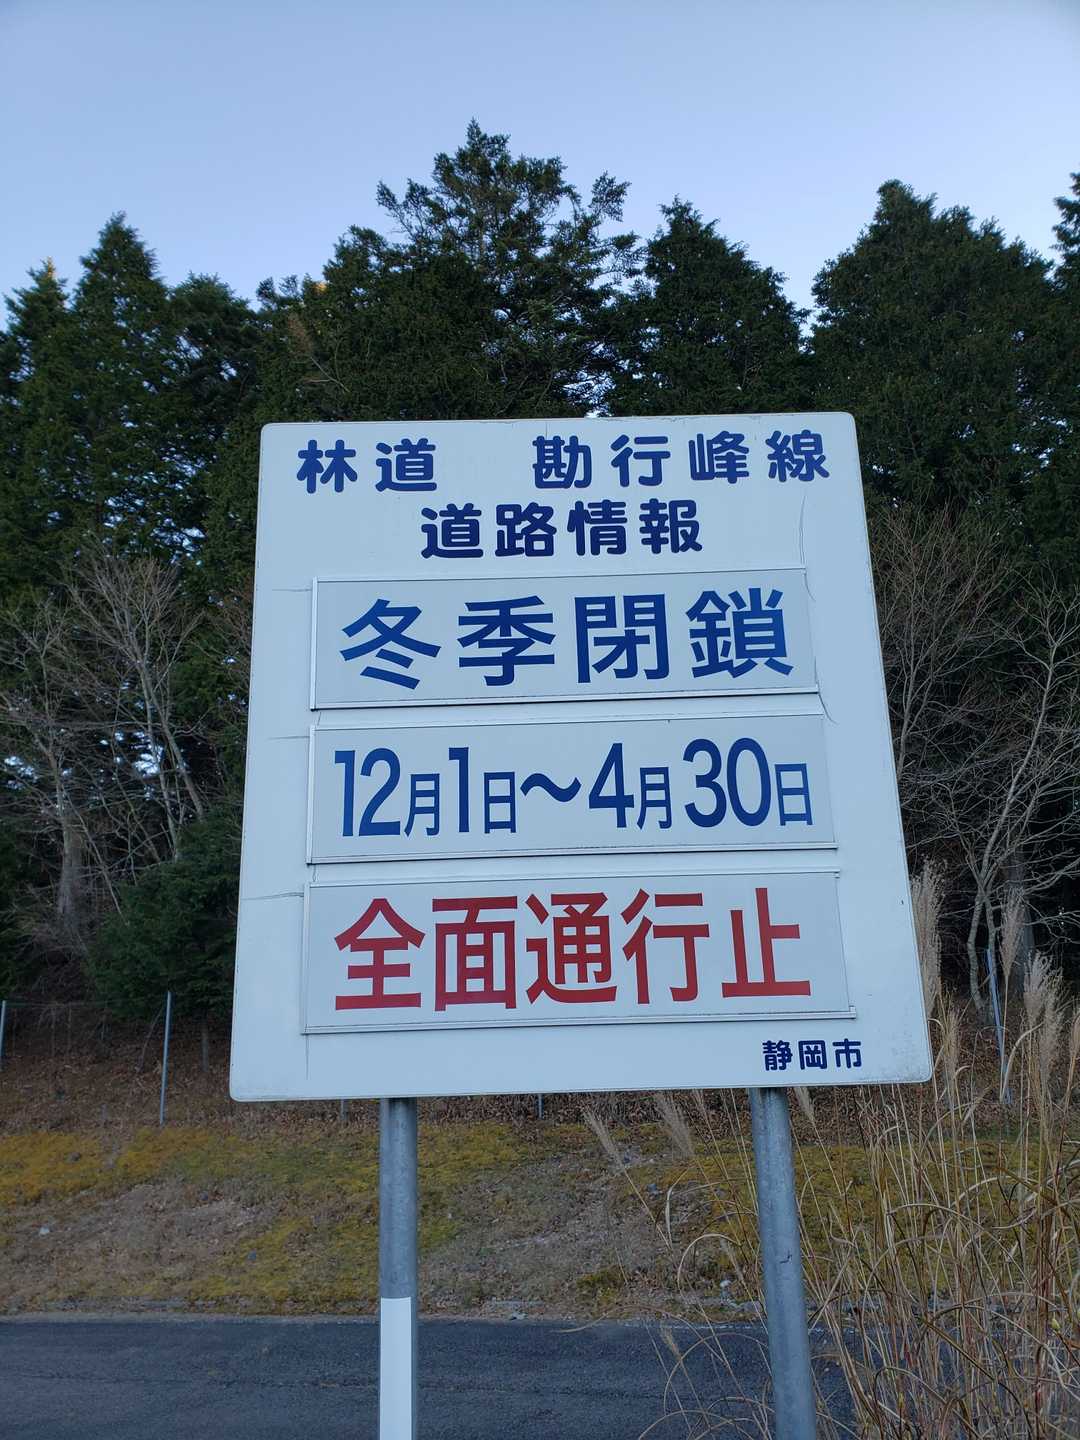 林道　勘行峰線
道路情報
冬季閉鎖
12月1日～4月30日
全面通行止
静岡市